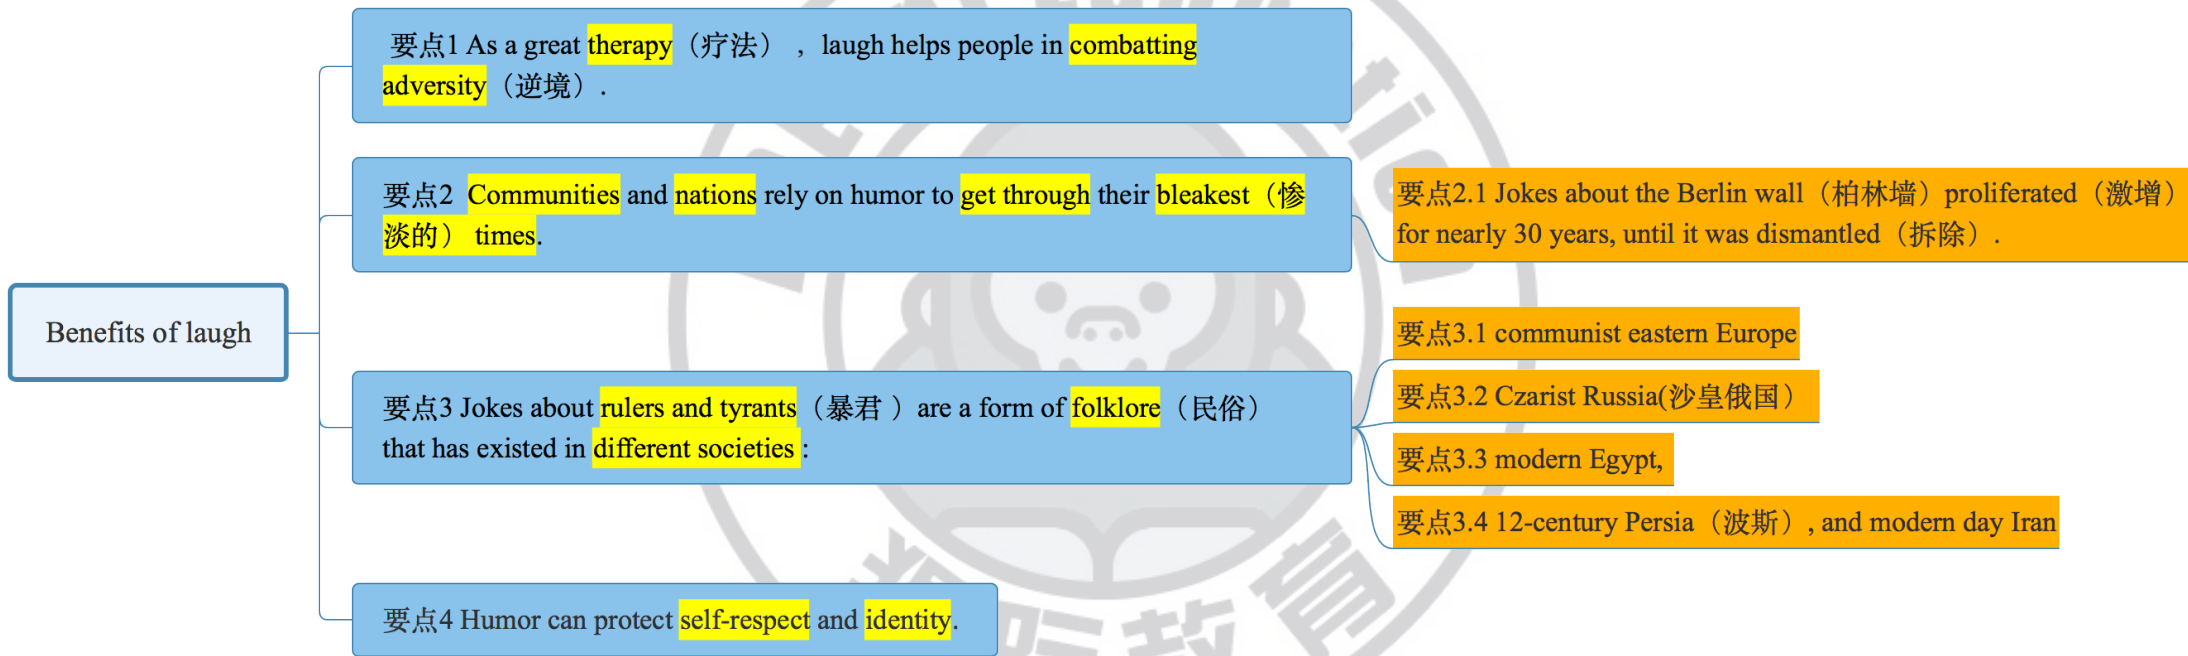 要点1 As a great therapy（疗法）, laugh helps people in combatting
adversity（逆境）.
要点2 Communities and nations rely on humor to get through their bleakest（惨
淡的） times.
要点2.1 Jokes about the Berlin wall（柏林墙）proliferated（激增）
for nearly 30 years, until it was dismantled（拆除）.
Benefits of laugh
要点3 Jokes about rulers and tyrants（暴君 ）are a form of folklore（民俗）
that has existed in different societies :
要点3.1 communist eastern Europe
要点3.2 Czarist Russia(沙皇俄国）
要点3.3 modern Egypt,
要点3.4 12-century Persia（波斯）, and modern day Iran
要点4 Humor can protect self-respect and identity.